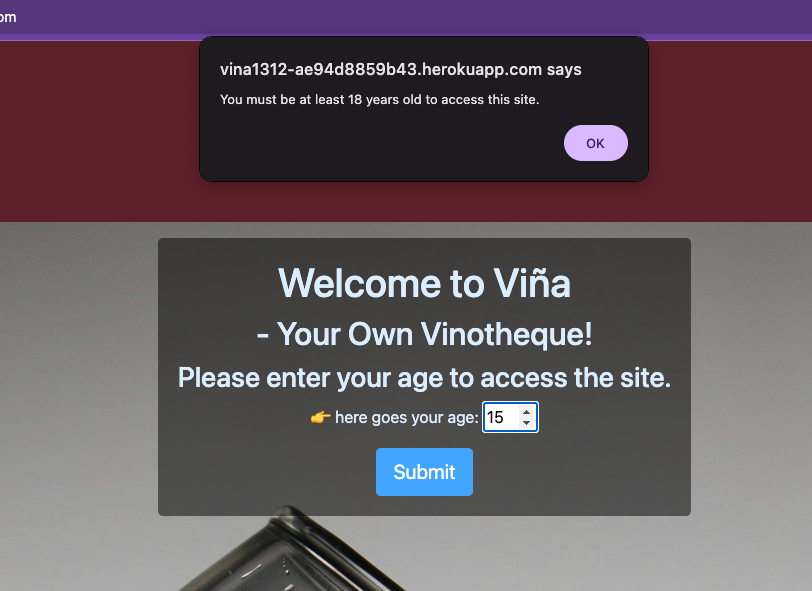 om
vina1312-ae94d8859b43.herokuapp.com says
You must be at least 18 years old to access this site.
OK
Welcome to Viña
- Your Own Vinotheque!
Please enter your age to access the site.
👉 here goes your age: 15
Submit